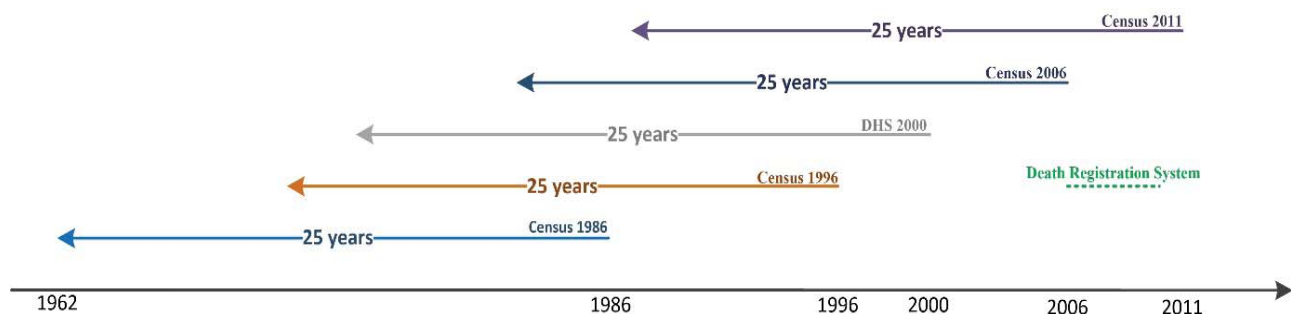 Census 2011
25 years
Census 2006
25 years
DHS 2000
25 years
Census 1996
25 years
Death Registration System
Census 1986
25 years
1962 1986 1996 2000 2006 2011